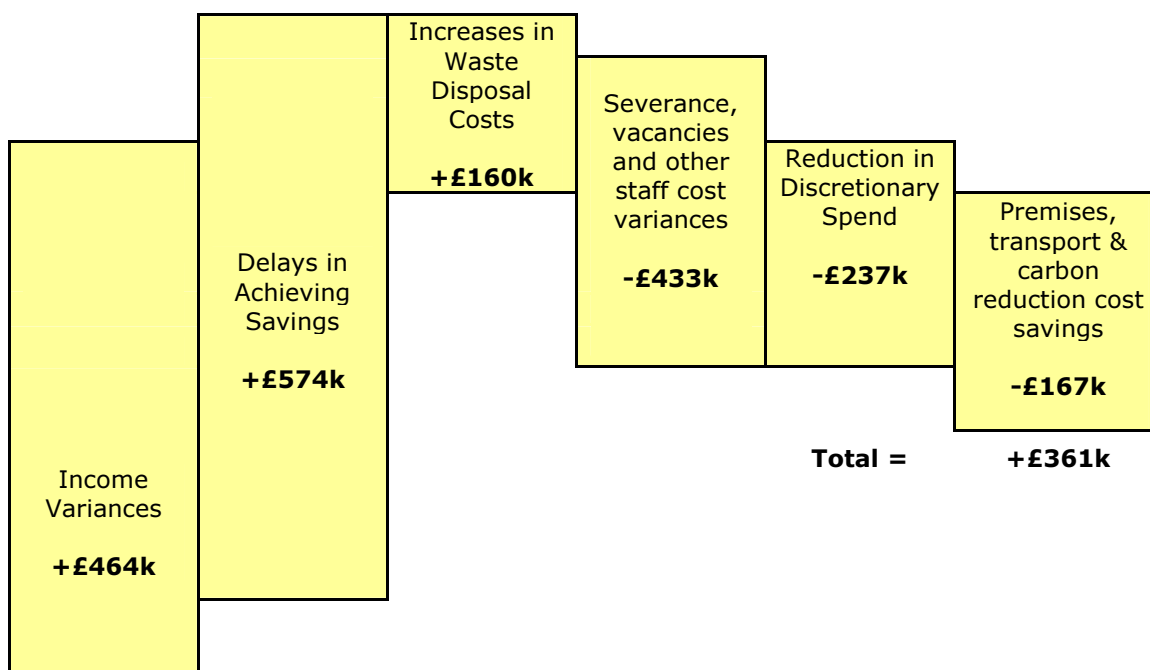 Income
Variances
+£464k
Delays in
Achieving
Savings
+£574k
Increases in
Waste
Disposal
Costs
+£160k
Severance,
vacancies
and other
staff cost
variances
-£433k
Reduction in
Discretionary
Spend
-£237k
Premises,
transport &
carbon
reduction cost
savings
-£167k
Total = +£361k